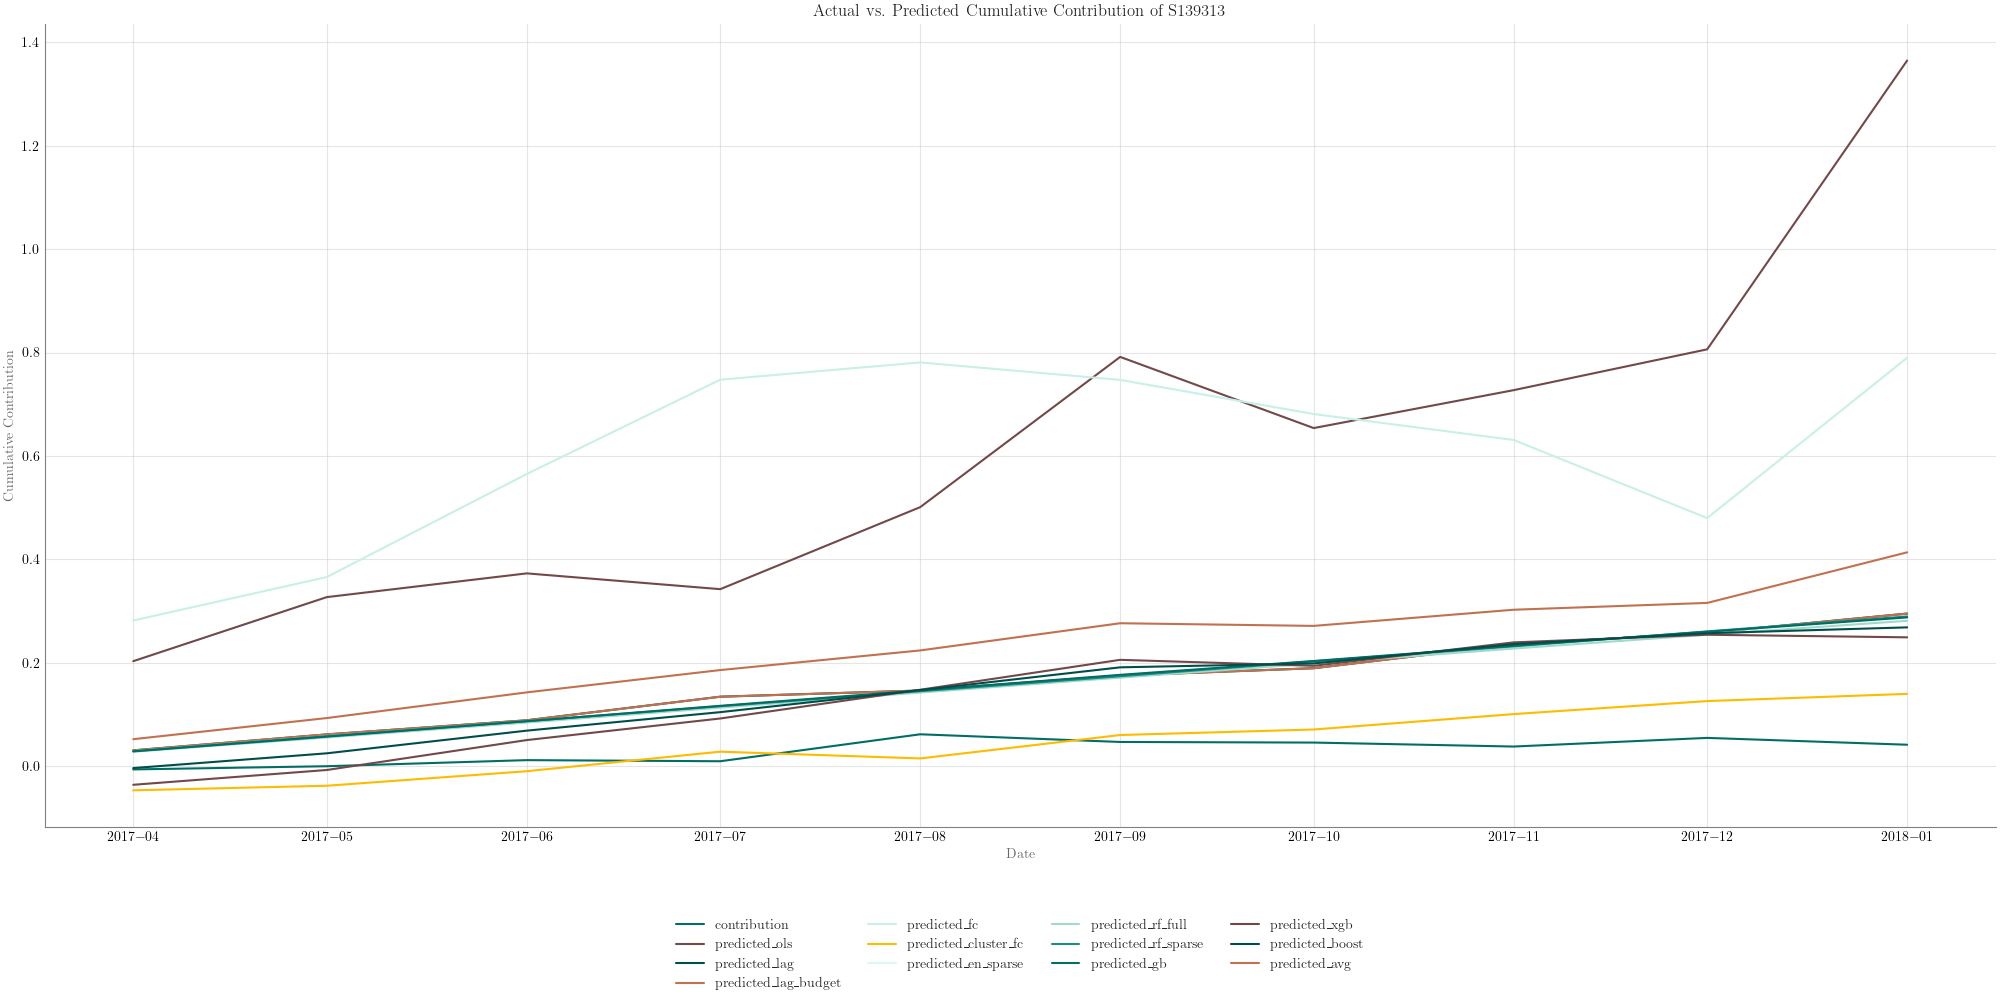 Actual vs. Predicted Cumulative Contribution of S139313
1.4
1.2
1.0
0.8
0.6
0.4
0.2
0.0
Cumulative Contribution
2017−04 2017−05 2017−06 2017−07 2017−08 2017−09 2017−10 2017−11 2017−12 2018−01
Date
contribution predicted_fc predicted_rf_full predicted_xgb
predicted_ols predicted_cluster_fc predicted_rf_sparse predicted_boost
predicted_lag predicted_en_sparse predicted_gb predicted_avg
predicted_lag_budget